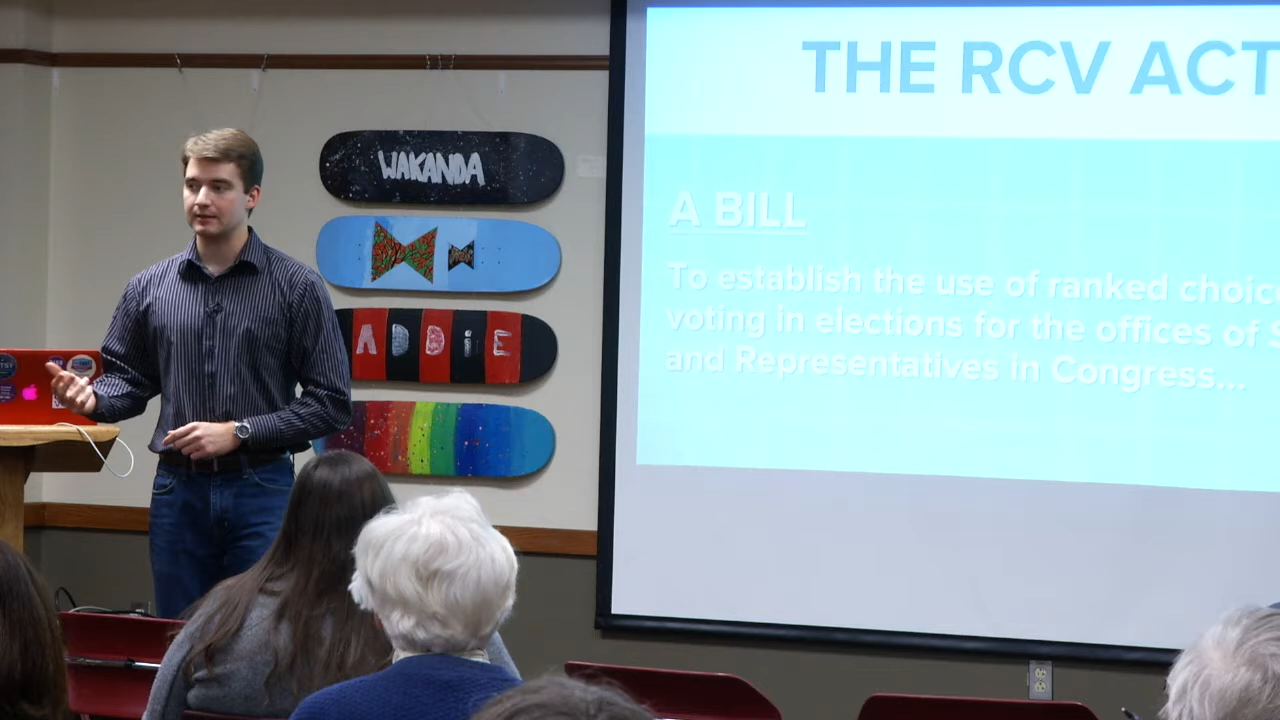 WAKANDA
ADDiE
THE RCV ACT
A BILL
To establish the use of ranked choic
voting in elections for the offices of S
and Representatives in Congress...